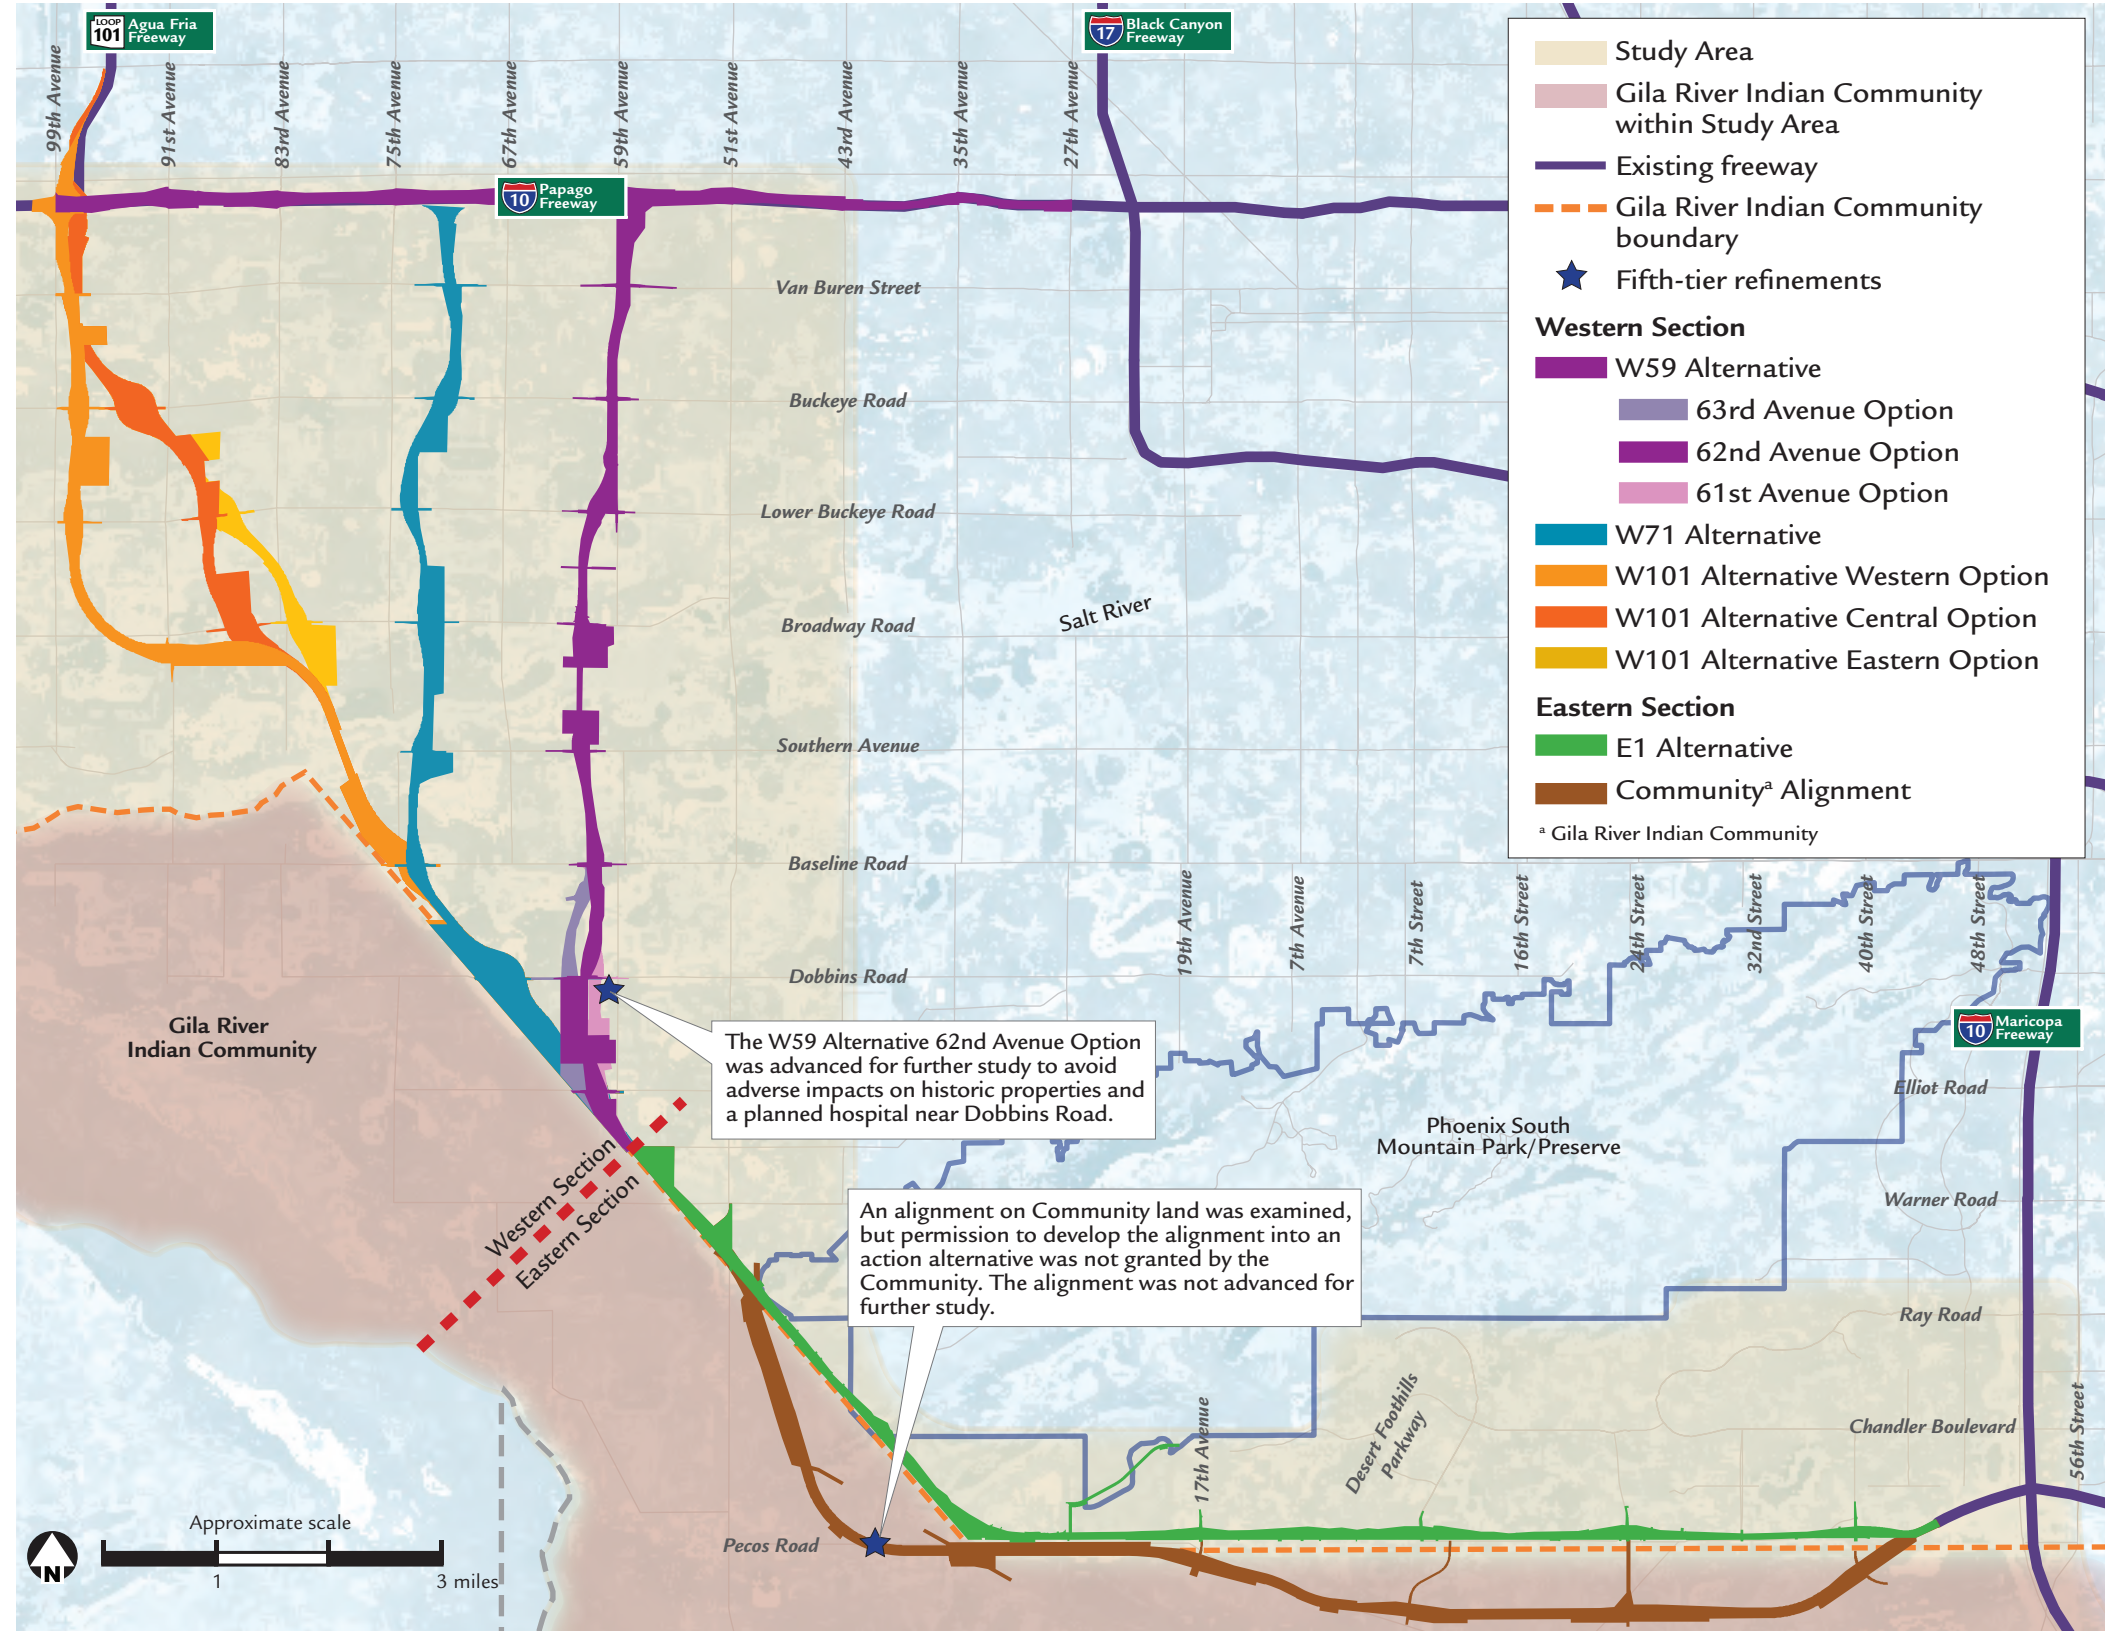 LOOP
101
Agua Fria
Freeway
17
Black Canyon
Freeway
99th Avenue
91st Avenue
83rd Avenue
75th Avenue
67th Avenue
59th Avenue
51st Avenue
43rd Avenue
35th Avenue
27th Avenue
10
Papago
Freeway
Van Buren Street
Buckeye Road
Lower Buckeye Road
Broadway Road
Salt River
Southern Avenue
Baseline Road
Dobbins Road
19th Avenue
7th Avenue
7th Street
16th Street
24th Street
32nd Street
40th Street
48th Street
Study Area
Gila River Indian Community
within Study Area
Existing freeway
Gila River Indian Community
boundary
Fifth-tier refinements
Western Section
W59 Alternative
63rd Avenue Option
62nd Avenue Option
61st Avenue Option
W71 Alternative
W101 Alternative Western Option
W101 Alternative Central Option
W101 Alternative Eastern Option
Eastern Section
E1 Alternative
Communityᵃ Alignment
ᵃ Gila River Indian Community
Gila River
Indian Community
The W59 Alternative 62nd Avenue Option
was advanced for further study to avoid
adverse impacts on historic properties and
a planned hospital near Dobbins Road.
10
Maricopa
Freeway
Elliot Road
Phoenix South
Mountain Park/Preserve
Western Section
Eastern Section
Warner Road
An alignment on Community land was examined,
but permission to develop the alignment into an
action alternative was not granted by the
Community. The alignment was not advanced for
further study.
Ray Road
Desert Foothills
Parkway
17th Avenue
Chandler Boulevard
56th Street
Pecos Road
N
Approximate scale
1
3 miles